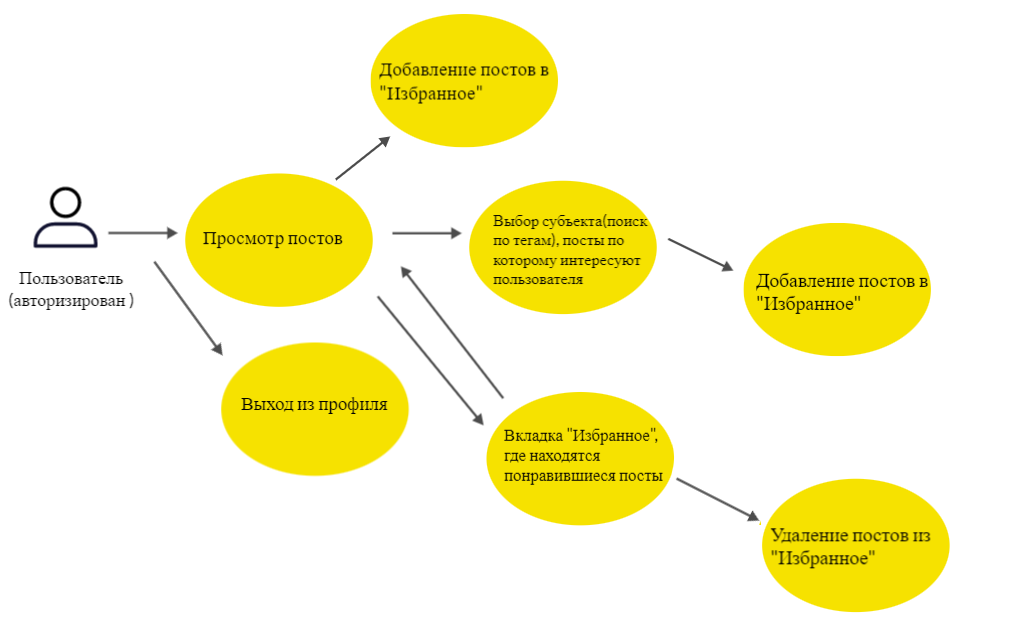 Добавление постов в
"Избранное"
Просмотр постов
Выбор субъекта(поиск
по тегам), посты по
которому интересуют
пользователя
Добавление постов в
"Избранное"
Пользователь
(авторизирован )
Выход из профиля
Вкладка "Избранное",
где находятся
понравившиеся посты
Удаление постов из
"Избранное"